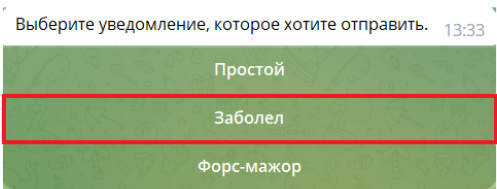 Выберите уведомление, которое хотите отправить. 13:33
Простой
Заболел
Форс-мажор